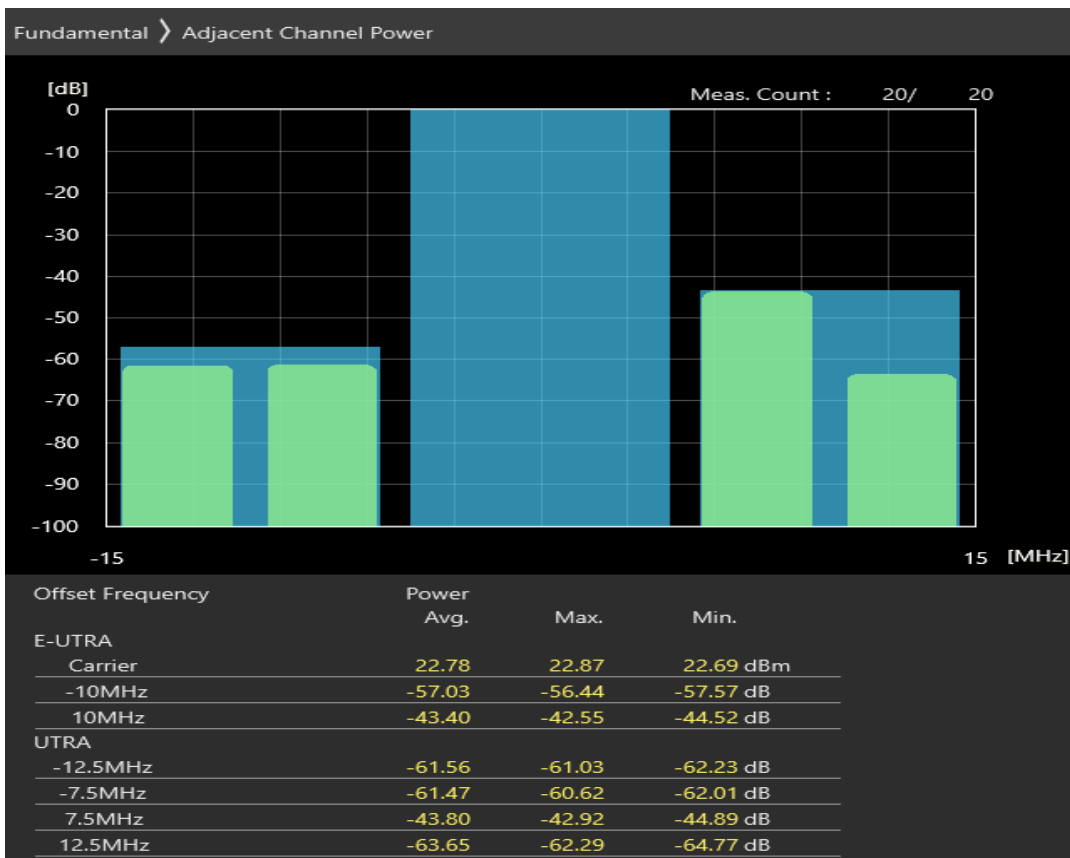 Fundamental 〉 Adjacent Channel Power
[dB]
Meas. Count : 20/ 20
0
-10
-20
-30
-40
-50
-60
-70
-80
-90
-100
-15 15 [MHz]
Offset Frequency Power
Avg. Max. Min.
E-UTRA
Carrier 22.78 22.87 22.69 dBm
-10MHz -57.03 -56.44 -57.57 dB
10MHz -43.40 -42.55 -44.52 dB
UTRA
-12.5MHz -61.56 -61.03 -62.23 dB
-7.5MHz -61.47 -60.62 -62.01 dB
7.5MHz -43.80 -42.92 -44.89 dB
12.5MHz -63.65 -62.29 -64.77 dB